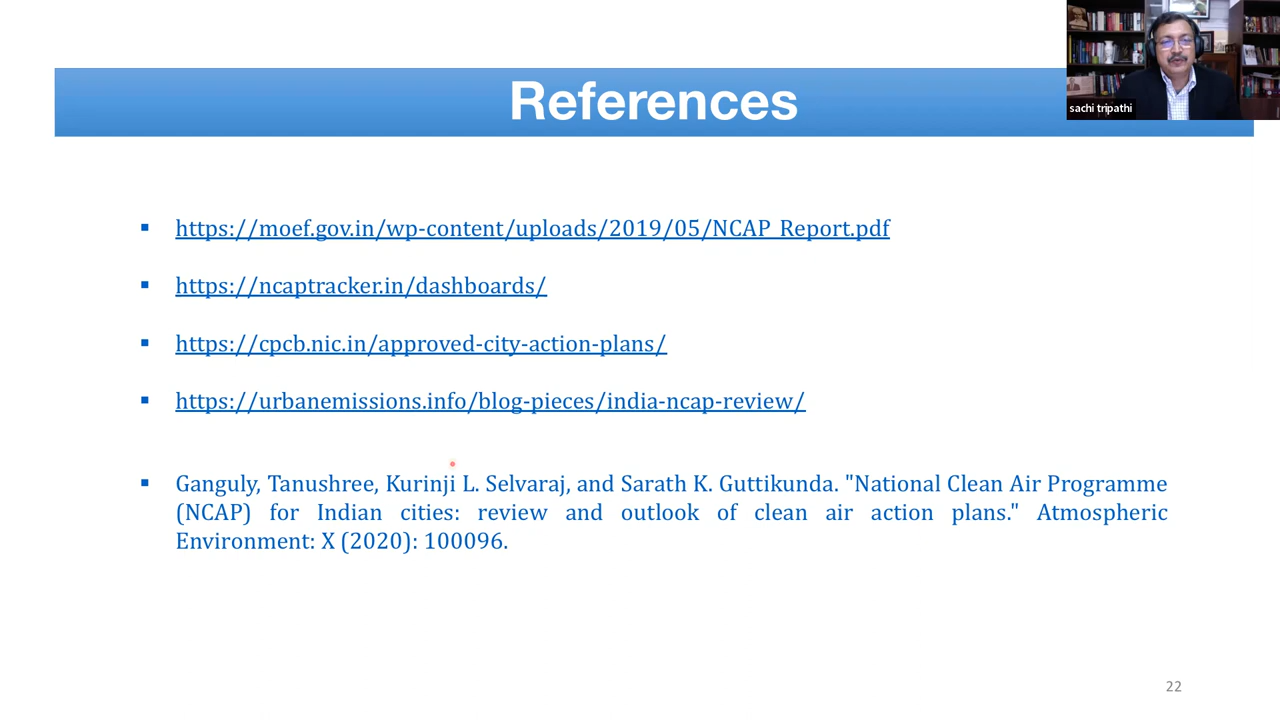 References
sachi tripathi
▪ https://moef.gov.in/wp-content/uploads/2019/05/NCAP_Report.pdf
▪ https://ncaptracker.in/dashboards/
▪ https://cpcb.nic.in/approved-city-action-plans/
▪ https://urbanemissions.info/blog-pieces/india-ncap-review/
▪ Ganguly, Tanushree, Kurinji L. Selvaraj, and Sarath K. Guttikunda. "National Clean Air Programme
(NCAP) for Indian cities: review and outlook of clean air action plans." Atmospheric
Environment: X (2020): 100096.
22